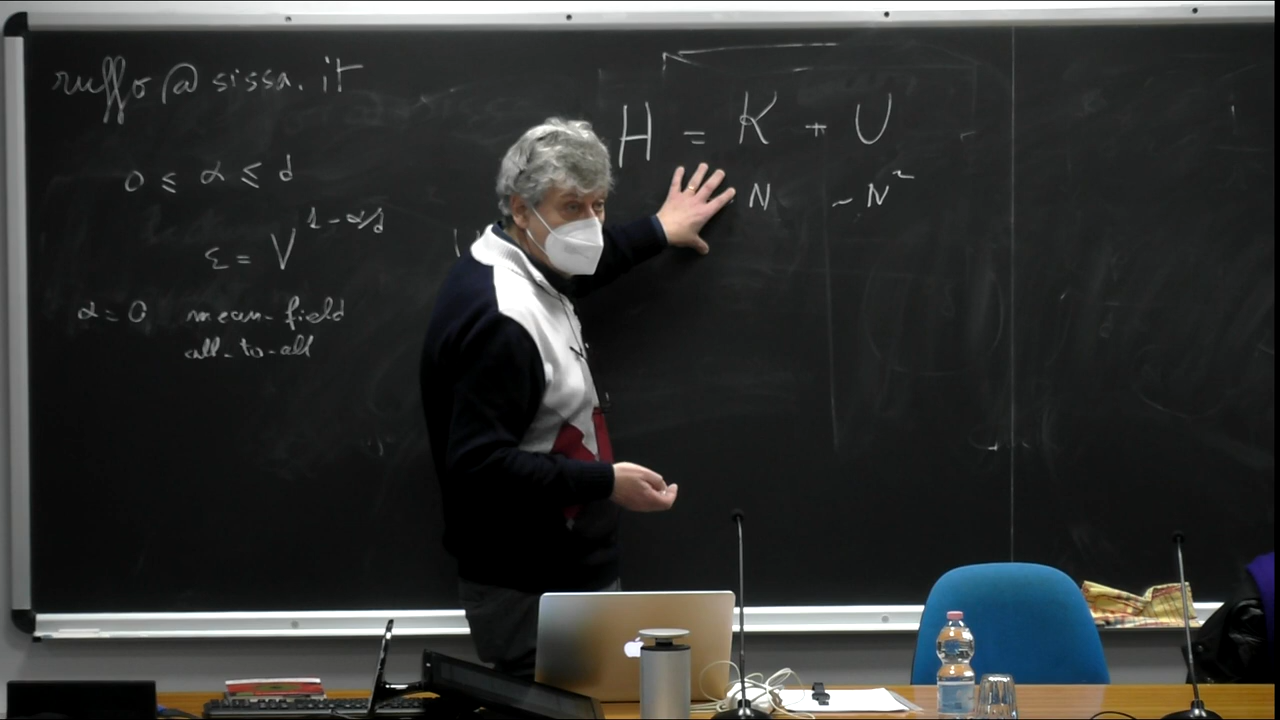 ruffo@sissa.it
0 ≤ α ≤ d
ε = V^{1-α/d}
α = 0 mean-field
all-to-all
H = K + U
N ~N²